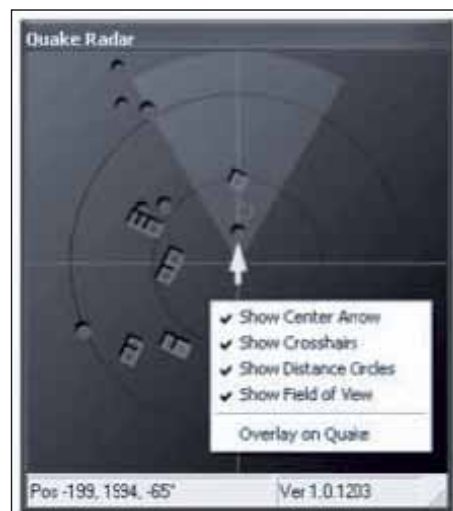 Quake Radar
Show Center Arrow
Show Crosshairs
Show Distance Circles
Show Field of View
Overlay on Quake
Pos -199, 1594, -65° Ver 1.0.1203